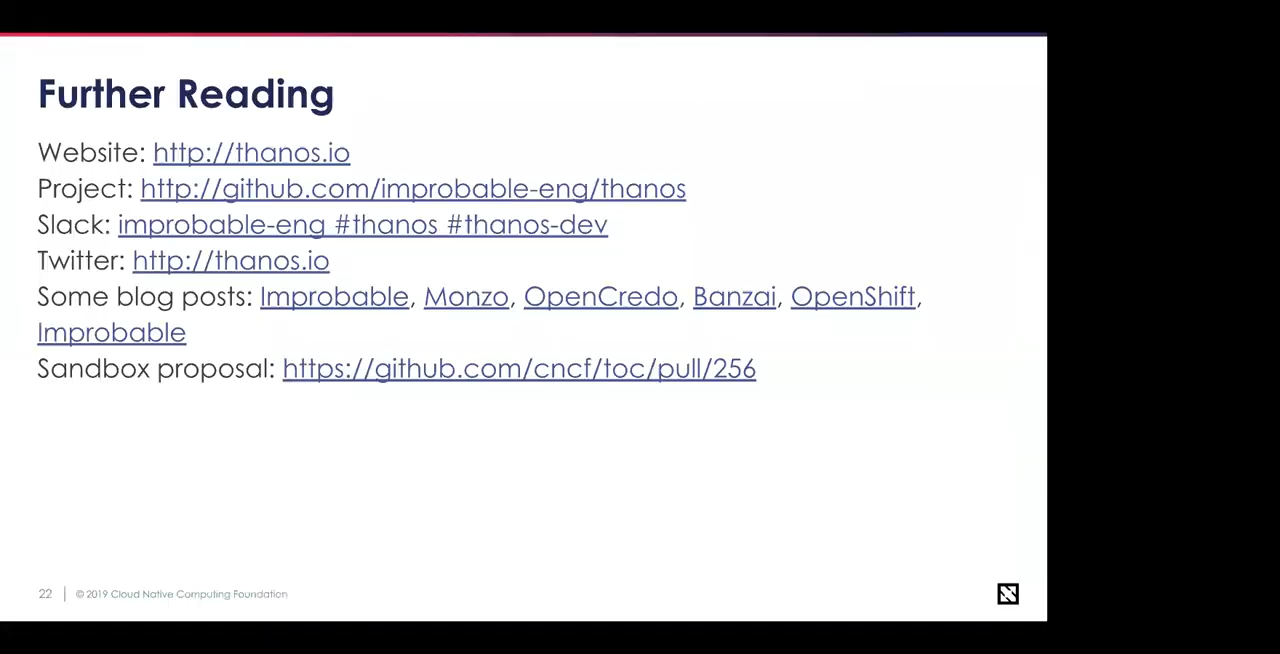 Further Reading
Website: http://thanos.io
Project: http://github.com/improbable-eng/thanos
Slack: improbable-eng #thanos #thanos-dev
Twitter: http://thanos.io
Some blog posts: Improbable, Monzo, OpenCredo, Banzai, OpenShift,
Improbable
Sandbox proposal: https://github.com/cncf/toc/pull/256
22 | © 2019 Cloud Native Computing Foundation